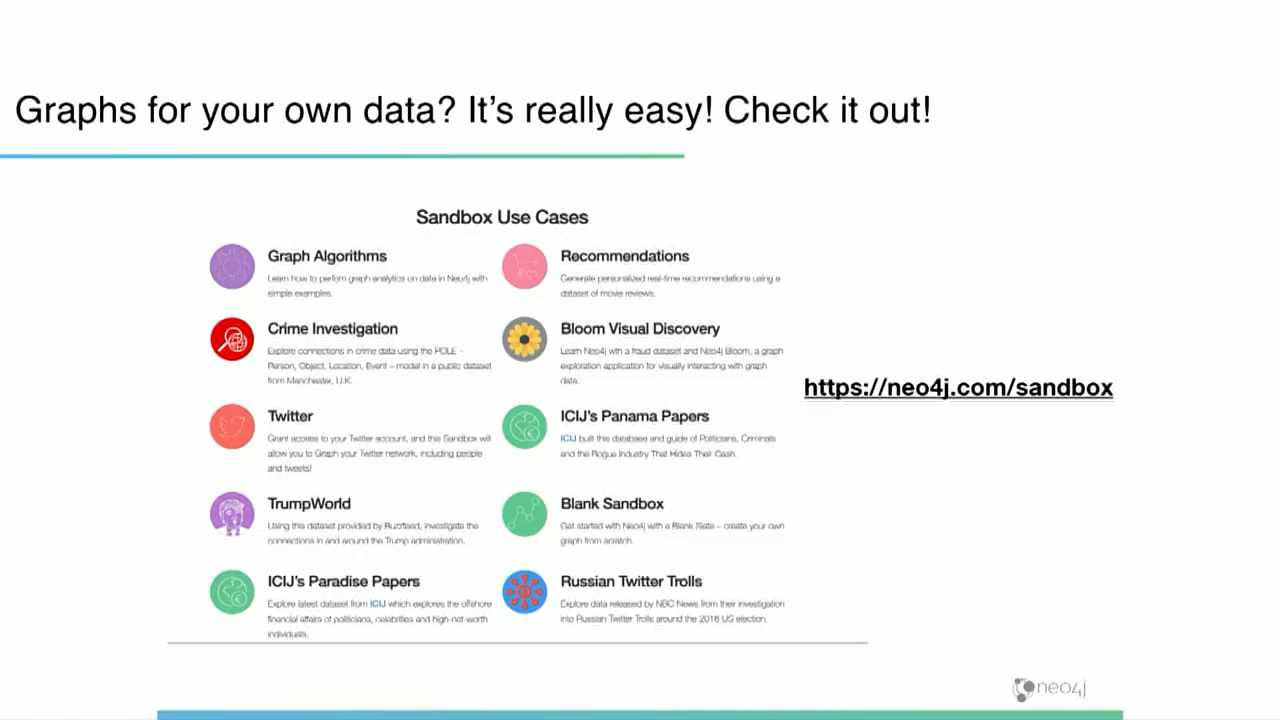 Graphs for your own data? It's really easy! Check it out!
Sandbox Use Cases
Graph Algorithms
Learn how to perfom graph analytics on data in Neo4j with
simple examples.
Recommendations
Generate personalized real-time recommendations using a
dataset of movie reviews.
Crime Investigation
Explore connections in crime data using the POLE -
Person, Object, Location, Event – model in a public dataset
from Manchester, U.K.
Bloom Visual Discovery
Learn Neo4j with a fraud dataset and Neo4j Bloom, a graph
exploration application for visually interacting with graph
data.
https://neo4j.com/sandbox
Twitter
Grant access to your Twitter account, and this Sandbox will
allow you to Graph your Twitter network, including people
and tweets!
ICIJ's Panama Papers
ICIJ built this database and guide of Politicians, Criminals
and the Rogue Industry That Hides Their Cash.
TrumpWorld
Using this dataset provided by Buzzfeed, investigate the
connections in and around the Trump administration.
Blank Sandbox
Get started with Neo4j with a Blank Slate – create your own
graph from scratch.
ICIJ's Paradise Papers
Explore latest dataset from ICIJ which explores the offshore
financial affairs of politicians, celebrities and high-net-worth
individuals.
Russian Twitter Trolls
Explore data released by NBC News from their investigation
into Russian Twitter Trolls around the 2016 US election.
neo4j